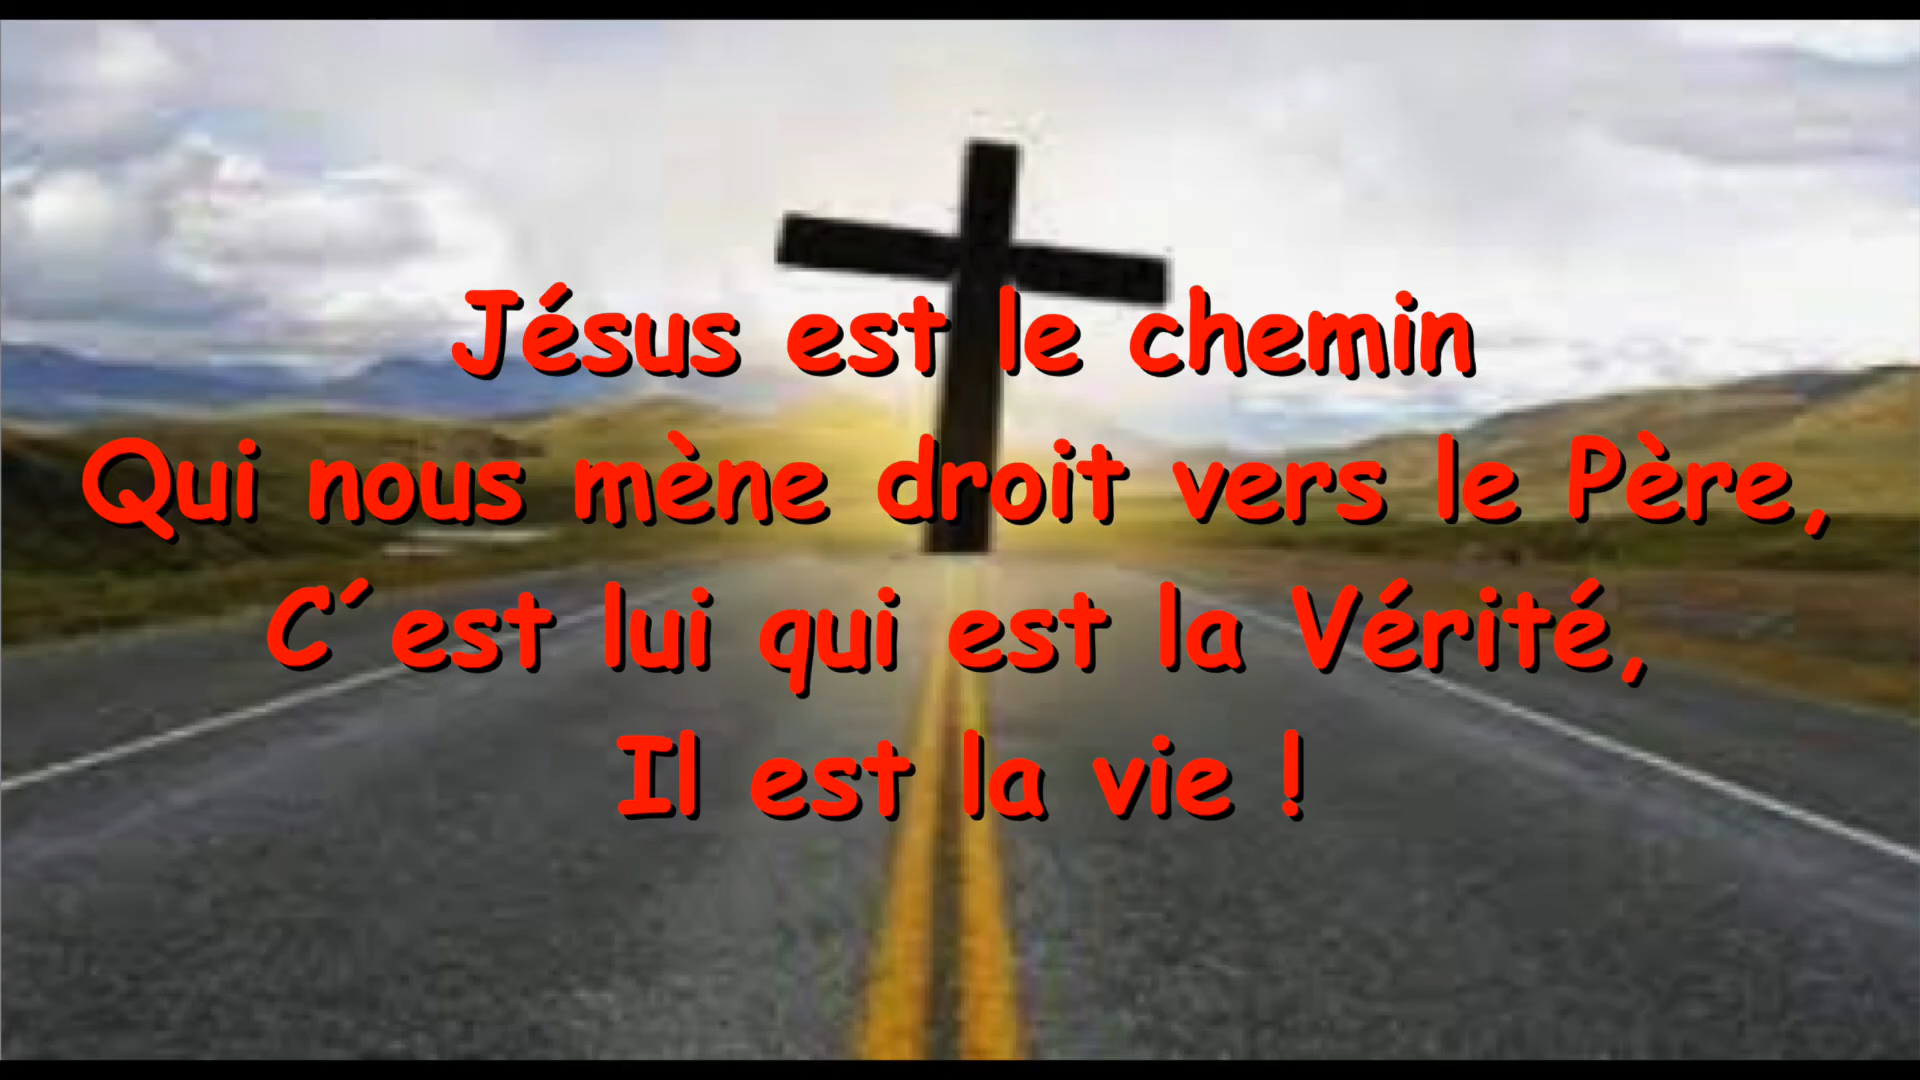 Jésus est le chemin
Qui nous mène droit vers le Père,
C´est lui qui est la Vérité,
Il est la vie !